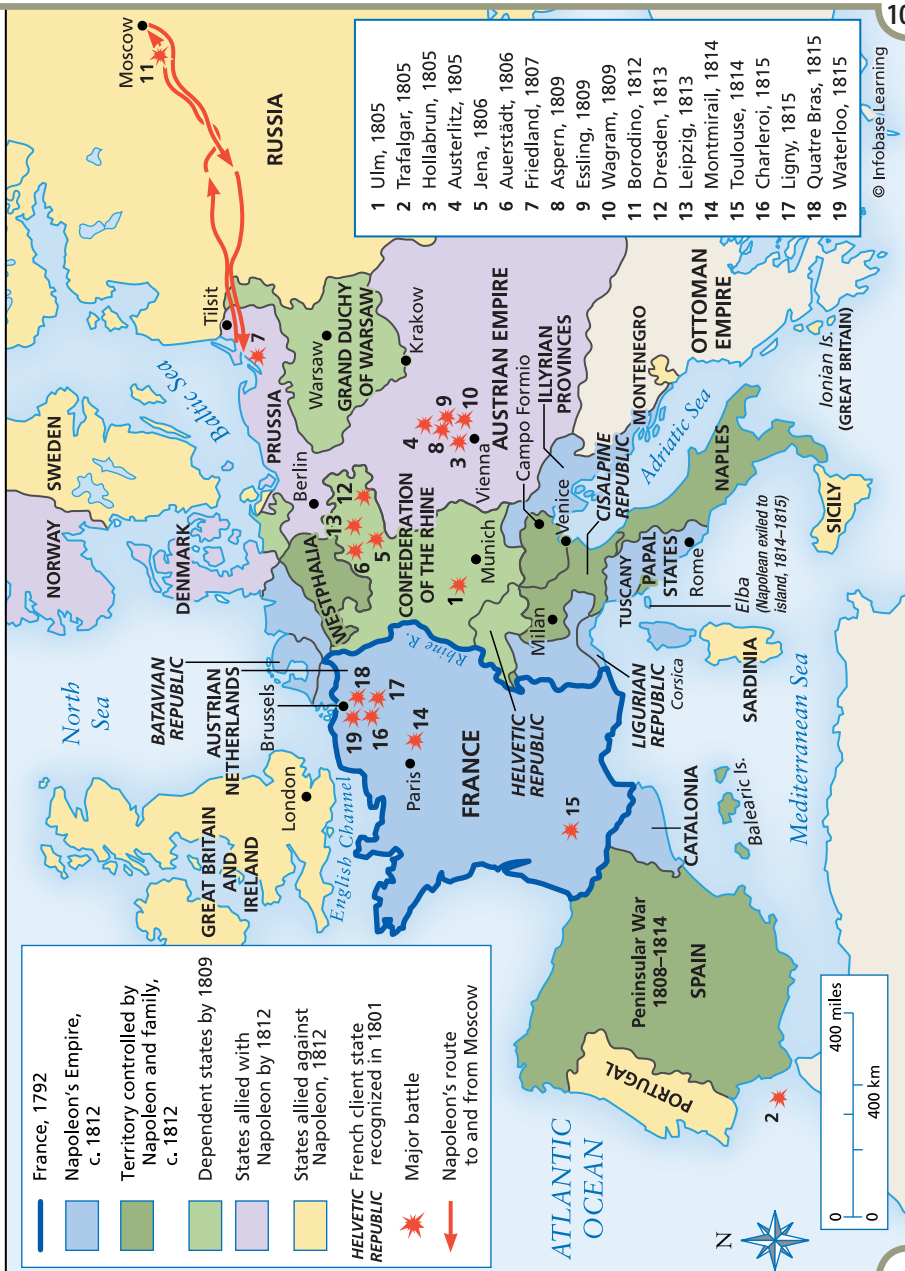 10
France, 1792
Napoleon's Empire,
c. 1812
Territory controlled by
Napoleon and family,
c. 1812
Dependent states by 1809
States allied with
Napoleon by 1812
States allied against
Napoleon, 1812
HELVETIC
REPUBLIC
French client state
recognized in 1801
Major battle
Napoleon's route
to and from Moscow
1 Ulm, 1805
2 Trafalgar, 1805
3 Hollabrun, 1805
4 Austerlitz, 1805
5 Jena, 1806
6 Auerstädt, 1806
7 Friedland, 1807
8 Aspern, 1809
9 Essling, 1809
10 Wagram, 1809
11 Borodino, 1812
12 Dresden, 1813
13 Leipzig, 1813
14 Montmirail, 1814
15 Toulouse, 1814
16 Charleroi, 1815
17 Ligny, 1815
18 Quatre Bras, 1815
19 Waterloo, 1815
© Infobase Learning
North
Sea
NORWAY
SWEDEN
DENMARK
Baltic Sea
Moscow
11
RUSSIA
Tilsit
7
GREAT BRITAIN
AND
IRELAND
London
English Channel
BATAVIAN
REPUBLIC
AUSTRIAN
NETHERLANDS
Brussels
18
19
17
16
14
Paris
FRANCE
15
Rhine R.
WESTPHALIA
Berlin
PRUSSIA
13
12
6
5
CONFEDERATION
OF THE RHINE
1
Munich
Warsaw
GRAND DUCHY
OF WARSAW
Krakow
4
8
9
3
10
Vienna
AUSTRIAN EMPIRE
HELVETIC
REPUBLIC
Milan
Campo Formio
Venice
ILLYRIAN
PROVINCES
CISALPINE
REPUBLIC
LIGURIAN
REPUBLIC
Corsica
TUSCANY
PAPAL
STATES
Rome
Elba
(Napolean exiled to
island, 1814–1815)
SARDINIA
NAPLES
SICILY
Adriatic Sea
MONTENEGRO
OTTOMAN
EMPIRE
Ionian Is.
(GREAT BRITAIN)
Mediterranean Sea
CATALONIA
Balearic Is.
Peninsular War
1808–1814
SPAIN
PORTUGAL
2
ATLANTIC
OCEAN
N
0
400 miles
0
400 km